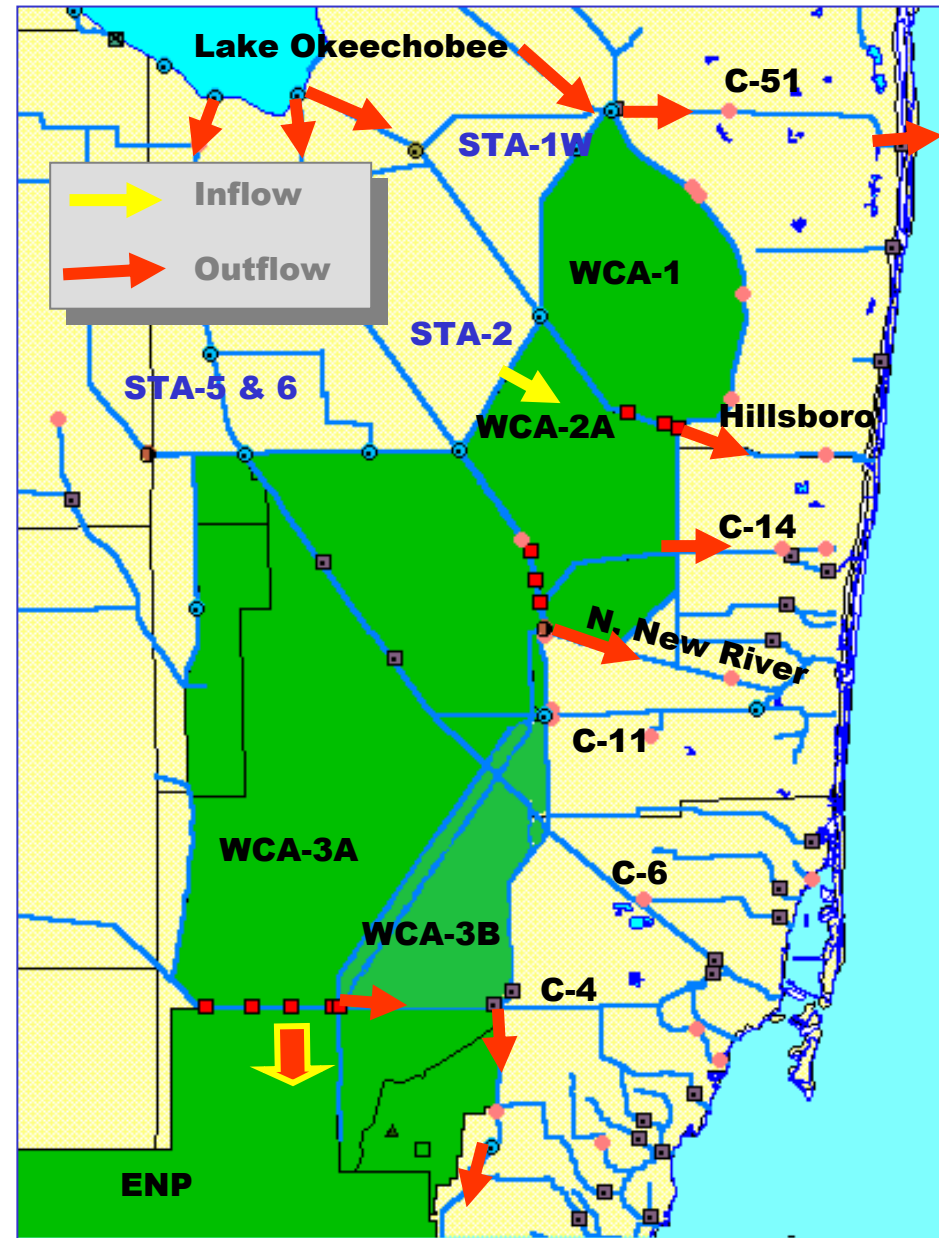 Lake Okeechobee
C-51
STA-1W
Inflow
Outflow
WCA-1
STA-2
STA-5 & 6
WCA-2A
Hillsboro
C-14
N. New River
C-11
WCA-3A
C-6
WCA-3B
C-4
ENP